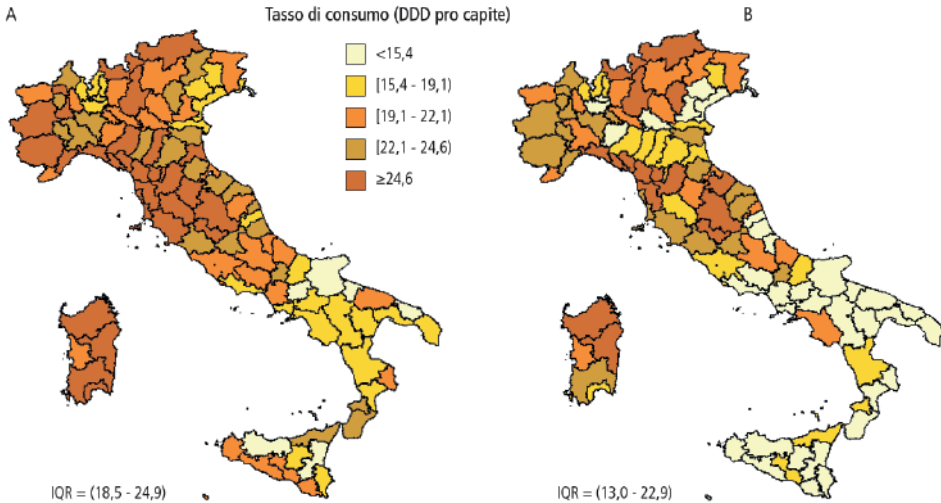 A
Tasso di consumo (DDD pro capite)
B
<15,4
[15,4 - 19,1)
[19,1 - 22,1)
[22,1 - 24,6)
≥24,6
IQR = (18,5 - 24,9)
IQR = (13,0 - 22,9)